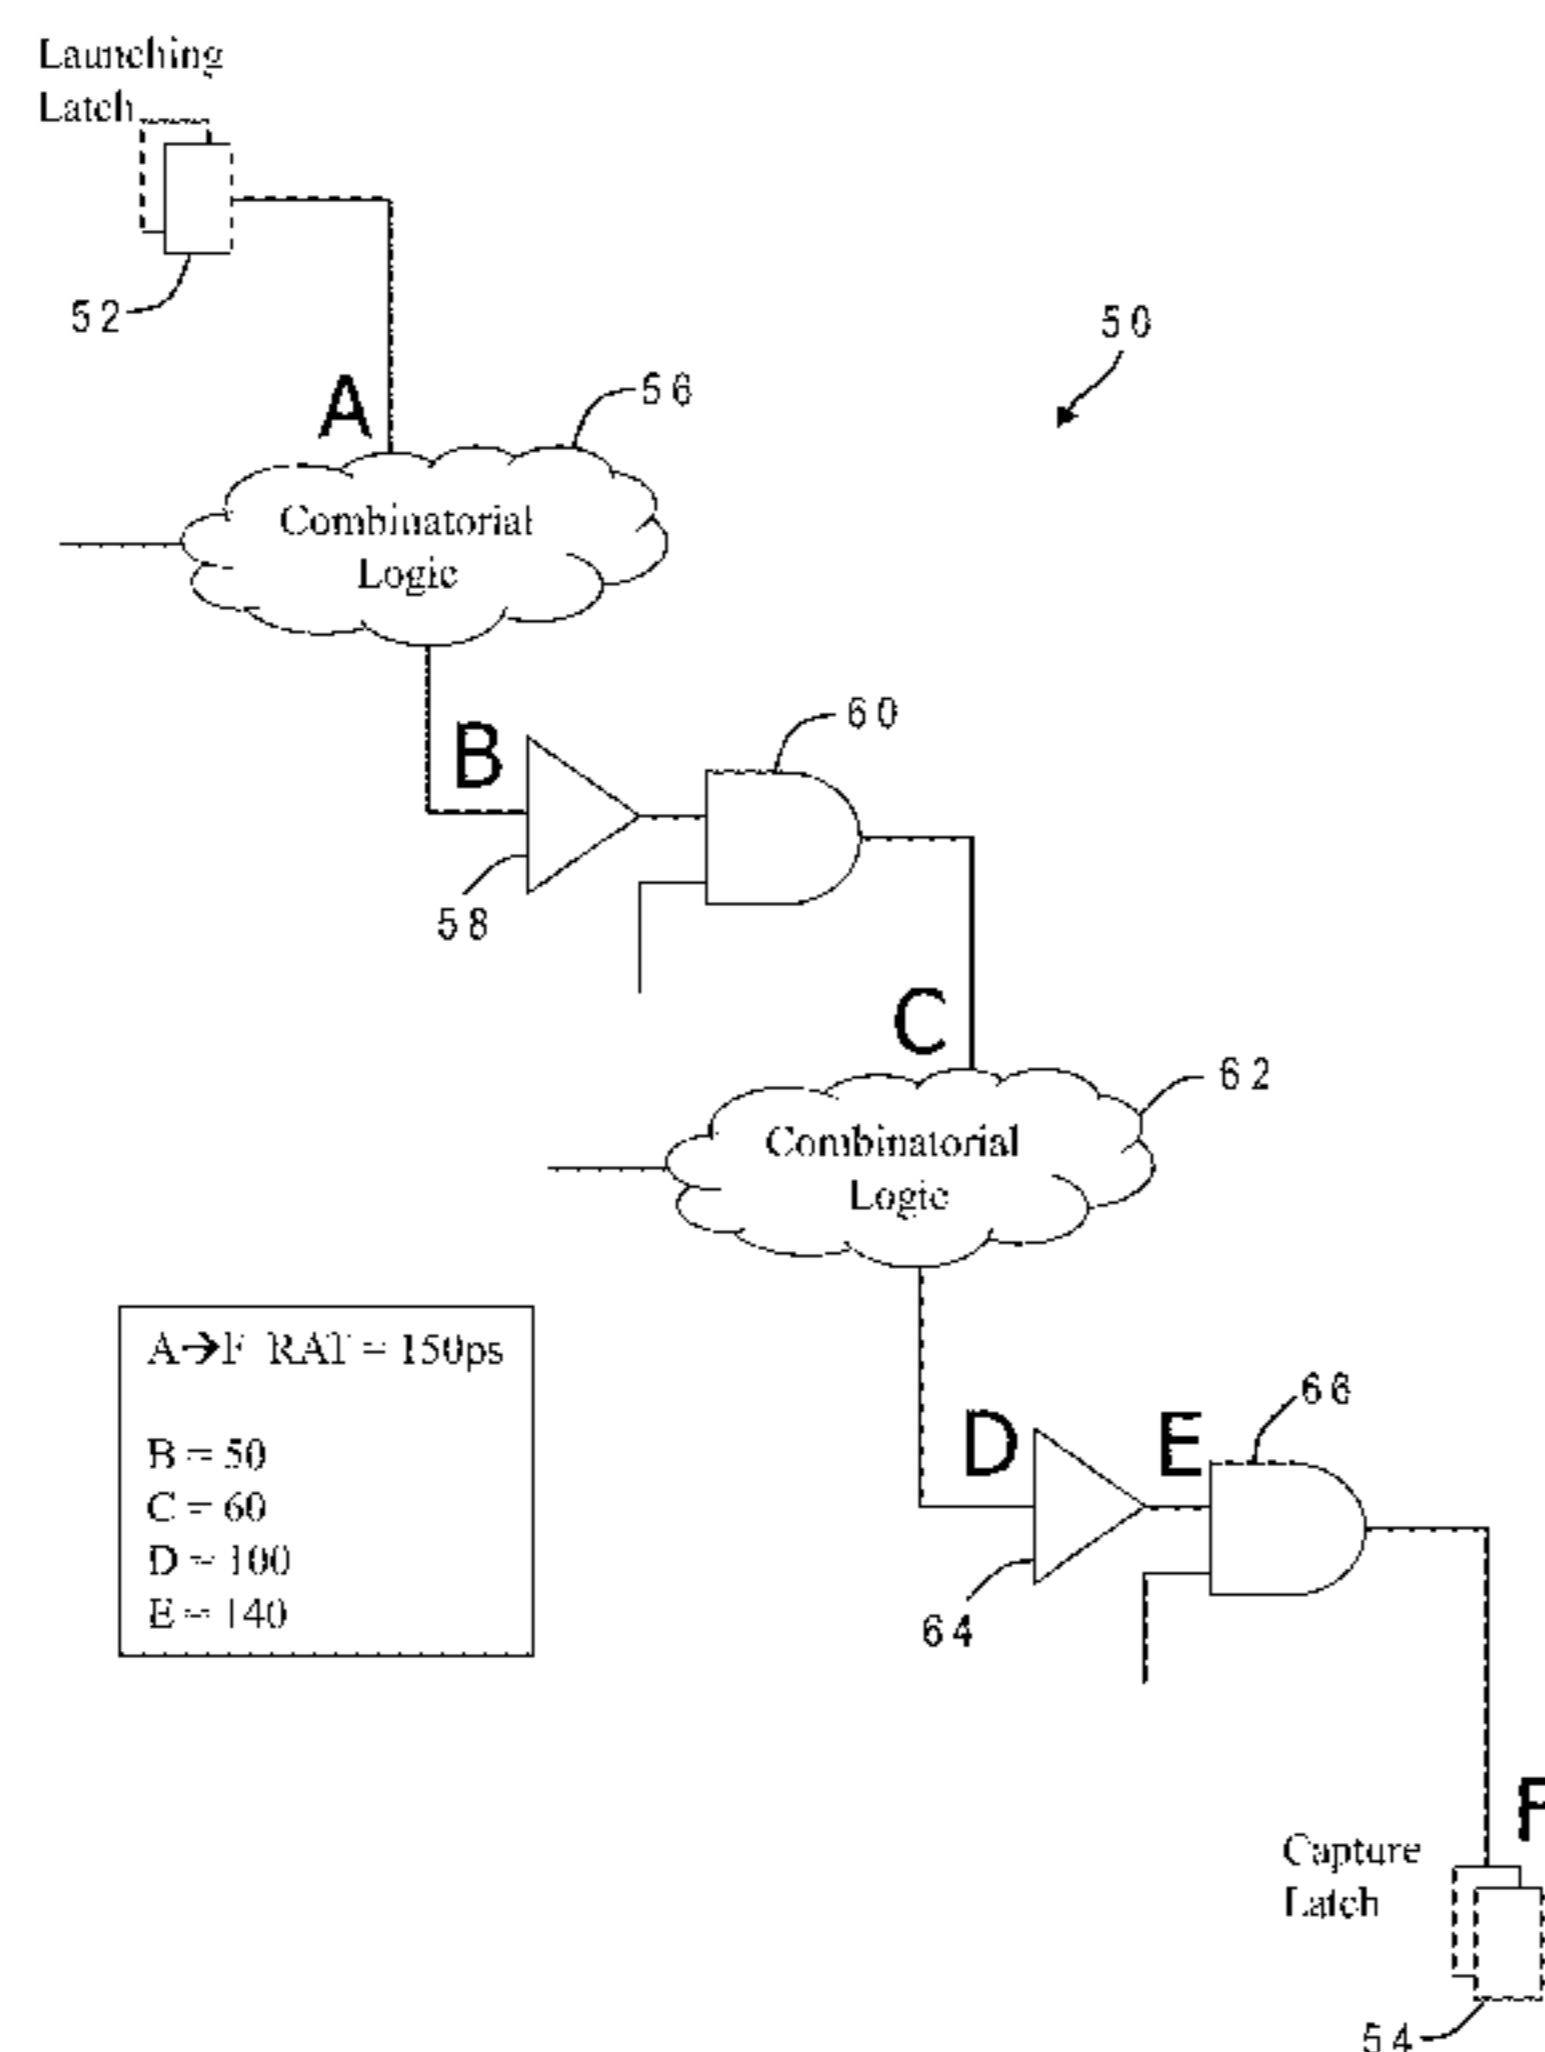 Launching
Latch
52
50
A
56
Combinatorial
Logic
B
60
58
C
62
Combinatorial
Logic
A→F RAT = 150ps
B = 50
C = 60
D = 100
E = 140
D
E
66
64
F
Capture
Latch
54